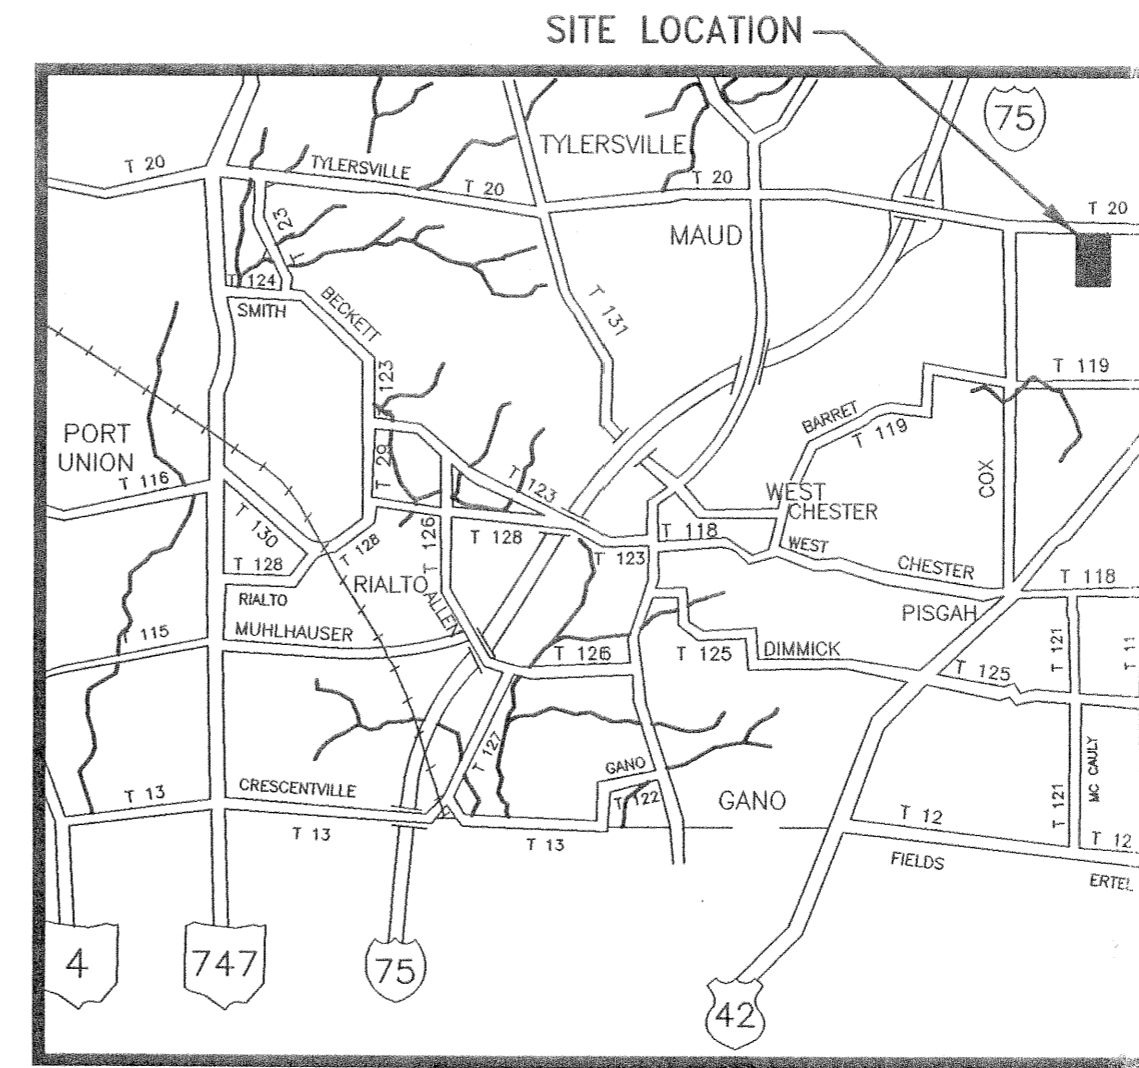 SITE LOCATION
75
TYLERSVILLE
T 20
TYLERSVILLE
T 20
T 20
T 20
MAUD
T 23
T 124
SMITH
BECKETT
T 131
T 123
T 119
BARRET
T 119
PORT
UNION
T 116
T 29
T 123
COX
WEST
CHESTER
T 130
T 128
T 126
T 128
T 123
T 118
WEST
CHESTER
T 118
T 128
RIALTO
RIALTO
ALLEN
PISGAH
T 115
MUHLHAUSER
T 126
T 125
DIMMICK
T 121
T 11
T 125
T 127
GANO
T 122
GANO
CRESCENTVILLE
T 13
T 13
T 13
MC CAULY
T 121
T 12
T 12
FIELDS
ERTEL
4
747
75
42